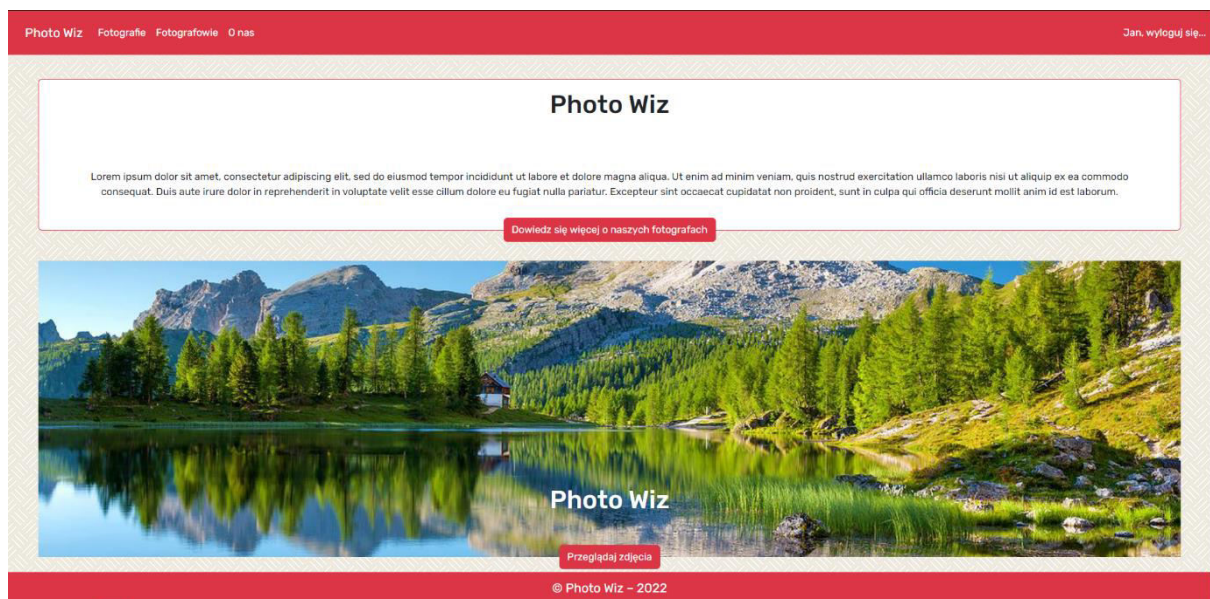 Photo Wiz Fotografie Fotografowie O nas Jan, wyloguj się...
Photo Wiz
Lorem ipsum dolor sit amet, consectetur adipiscing elit, sed do eiusmod tempor incididunt ut labore et dolore magna aliqua. Ut enim ad minim veniam, quis nostrud exercitation ullamco laboris nisi ut aliquip ex ea commodo
consequat. Duis aute irure dolor in reprehenderit in voluptate velit esse cillum dolore eu fugiat nulla pariatur. Excepteur sint occaecat cupidatat non proident, sunt in culpa qui officia deserunt mollit anim id est laborum.
Dowiedz się więcej o naszych fotografach
Photo Wiz
Przeglądaj zdjęcia
© Photo Wiz – 2022